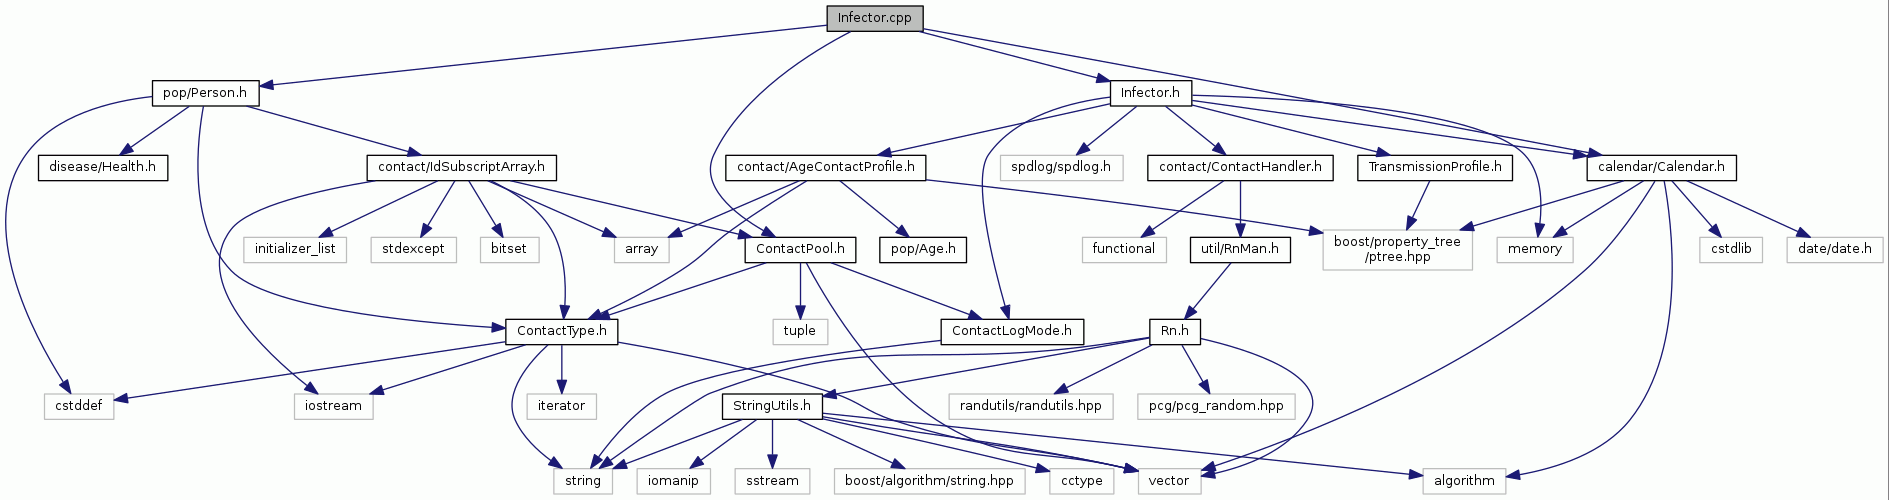 Infector.cpp
pop/Person.h
Infector.h
disease/Health.h
contact/IdSubscriptArray.h
contact/AgeContactProfile.h
spdlog/spdlog.h
contact/ContactHandler.h
TransmissionProfile.h
calendar/Calendar.h
initializer_list
stdexcept
bitset
array
ContactPool.h
pop/Age.h
functional
util/RnMan.h
boost/property_tree
/ptree.hpp
memory
cstdlib
date/date.h
ContactType.h
tuple
ContactLogMode.h
Rn.h
cstddef
iostream
iterator
StringUtils.h
randutils/randutils.hpp
pcg/pcg_random.hpp
string
iomanip
sstream
boost/algorithm/string.hpp
cctype
vector
algorithm